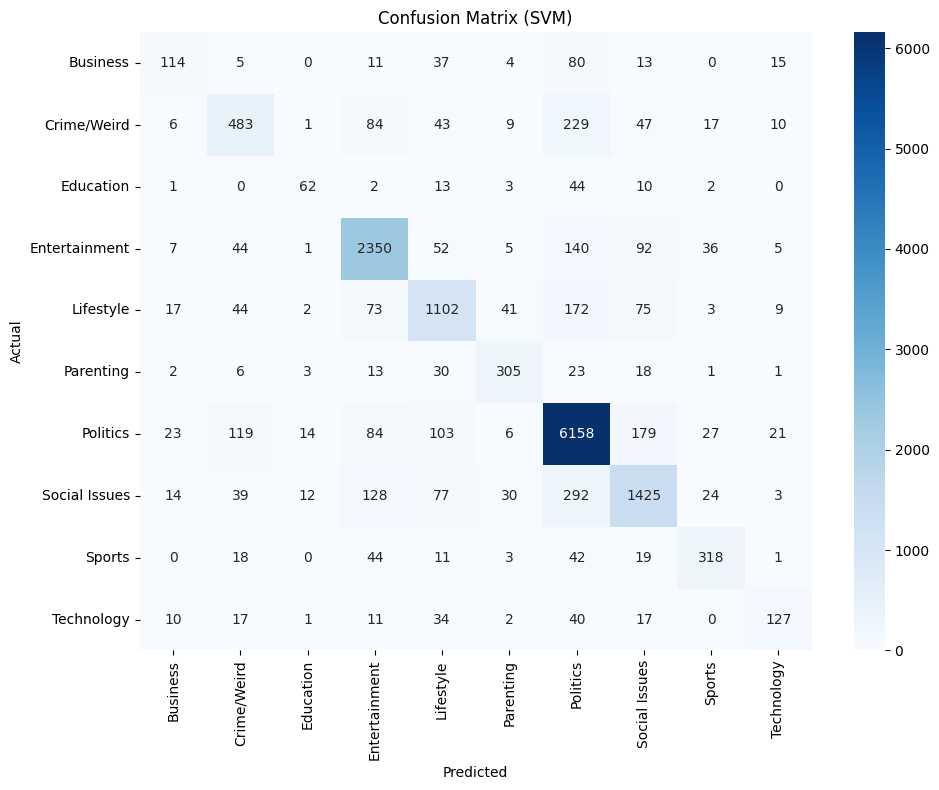 Confusion Matrix (SVM)
Business 114 5 0 11 37 4 80 13 0 15
Crime/Weird 6 483 1 84 43 9 229 47 17 10
Education 1 0 62 2 13 3 44 10 2 0
Entertainment 7 44 1 2350 52 5 140 92 36 5
Lifestyle 17 44 2 73 1102 41 172 75 3 9
Parenting 2 6 3 13 30 305 23 18 1 1
Politics 23 119 14 84 103 6 6158 179 27 21
Social Issues 14 39 12 128 77 30 292 1425 24 3
Sports 0 18 0 44 11 3 42 19 318 1
Technology 10 17 1 11 34 2 40 17 0 127
Actual
Business Crime/Weird Education Entertainment Lifestyle Parenting Politics Social Issues Sports Technology
Predicted
6000
5000
4000
3000
2000
1000
0